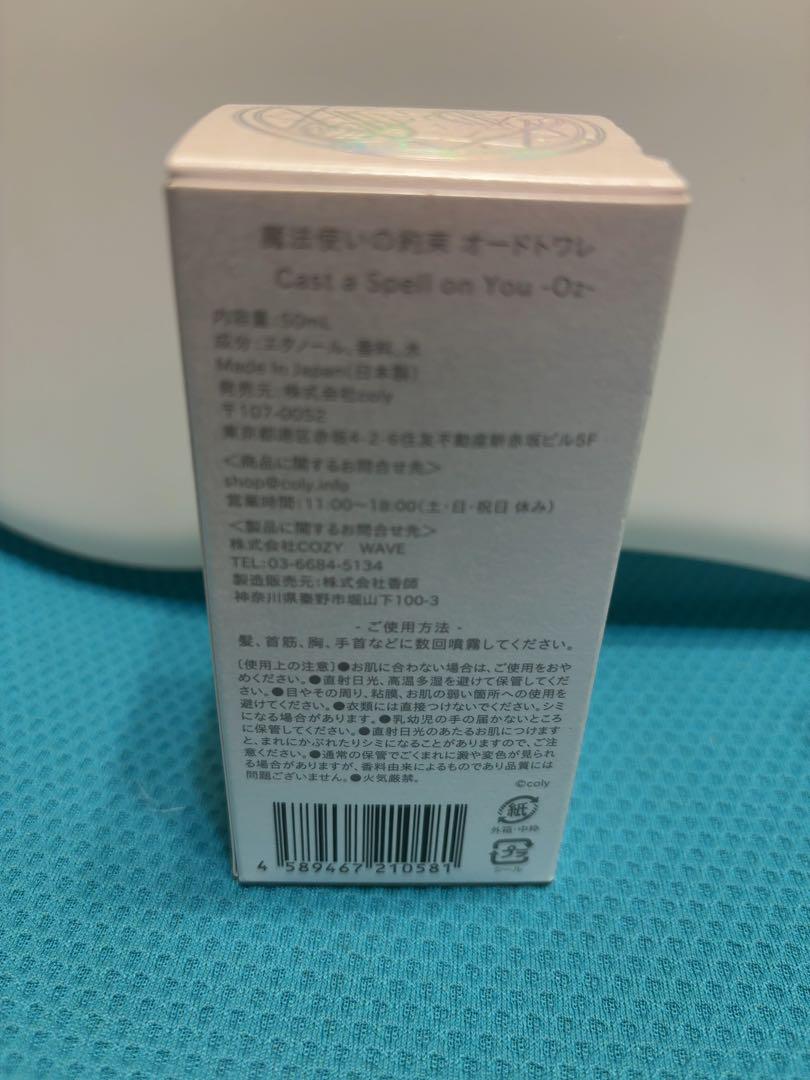 魔法使いの約束 オードトワレ
Cast a Spell on You -Oz-
内容量：50mL
成分：エタノール、香料、水
Made In Japan（日本製）
発売元：株式会社coly
〒107-0052
東京都港区赤坂4-2-6住友不動産新赤坂ビル5F
＜商品に関するお問合せ先＞
shop@coly.info
営業時間：11:00〜18:00（土・日・祝日 休み）
＜製品に関するお問合せ先＞
株式会社COZY WAVE
TEL：03-6684-5134
製造販売元：株式会社香師
神奈川県秦野市堀山下100-3
- ご使用方法 -
髪、首筋、胸、手首などに数回噴霧してください。
〔使用上の注意〕●お肌に合わない場合は、ご使用をおや
めください。●直射日光、高温多湿を避けて保管してくだ
さい。●目やその周り、粘膜、お肌の弱い箇所への使用を
避けてください。●衣類には直接つけないでください。シミ
になる場合があります。●乳幼児の手の届かないところ
に保管してください。●直射日光のあたるお肌につけます
と、まれにかぶれたりシミになることがありますので、ご注
意ください。●通常の保管でごくまれに澱や変色が見られ
る場合がありますが、香料由来によるものであり品質には
問題ございません。●火気厳禁。
©coly
紙
外箱・中枠
プラ
シール
4 589467 210581